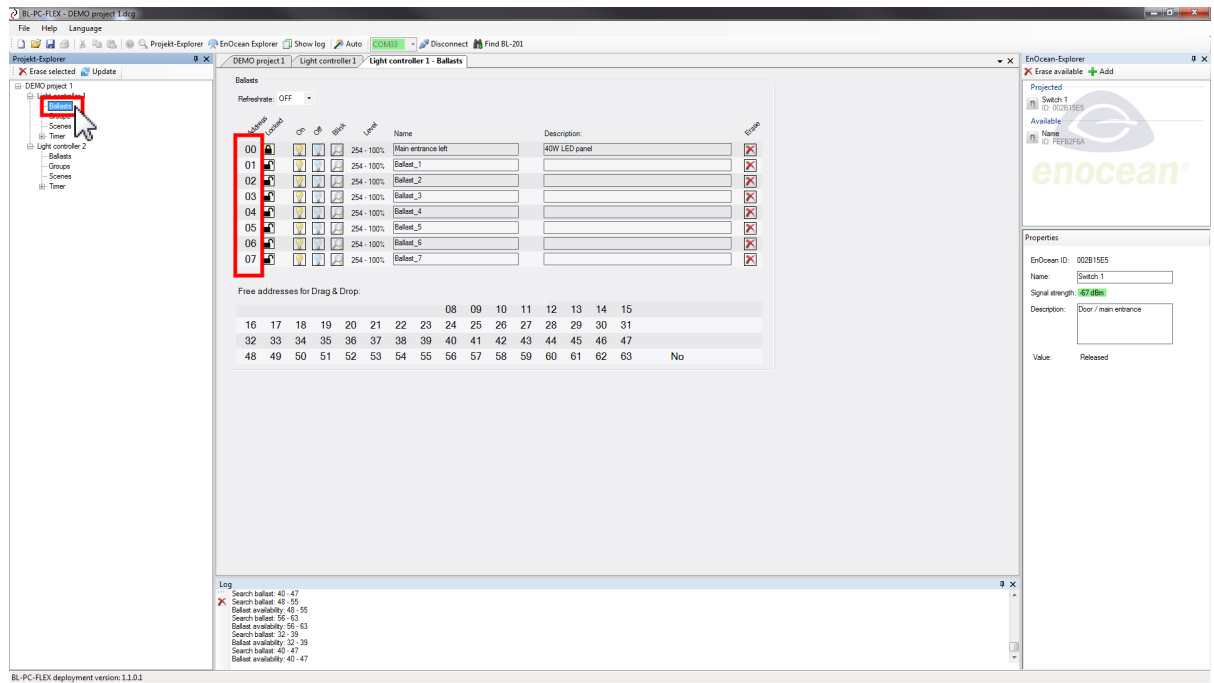 BL-PC-FLEX - DEMO project 1.dcg
File Help Language
Projekt-Explorer EnOcean Explorer Show log Auto COM33 Disconnect Find BL-201
Projekt-Explorer
Erase selected Update
DEMO project 1
Light controller 1
Ballasts
Groups
Scenes
Timer
Light controller 2
Ballasts
Groups
Scenes
Timer
DEMO project 1 Light controller 1 Light controller 1 - Ballasts
Ballasts
Refreshrate: OFF
Address Locked On Off Blink Level Name Description: Erase
00 254 - 100% Main entrance left 40W LED panel
01 254 - 100% Ballast_1
02 254 - 100% Ballast_2
03 254 - 100% Ballast_3
04 254 - 100% Ballast_4
05 254 - 100% Ballast_5
06 254 - 100% Ballast_6
07 254 - 100% Ballast_7
Free addresses for Drag & Drop:
08 09 10 11 12 13 14 15
16 17 18 19 20 21 22 23 24 25 26 27 28 29 30 31
32 33 34 35 36 37 38 39 40 41 42 43 44 45 46 47
48 49 50 51 52 53 54 55 56 57 58 59 60 61 62 63 No
Log
Search ballast: 40 - 47
Search ballast: 48 - 55
Ballast availability: 48 - 55
Search ballast: 56 - 63
Ballast availability: 56 - 63
Search ballast: 32 - 39
Ballast availability: 32 - 39
Search ballast: 40 - 47
Ballast availability: 40 - 47
EnOcean-Explorer
Erase available Add
Projected
Switch 1
ID: 002B15E5
Available
Name
ID: FEFB2F6A
enocean®
Properties
EnOcean ID: 002B15E5
Name: Switch 1
Signal strength: -67 dBm
Description: Door / main entrance
Value: Released
BL-PC-FLEX deployment version: 1.1.0.1